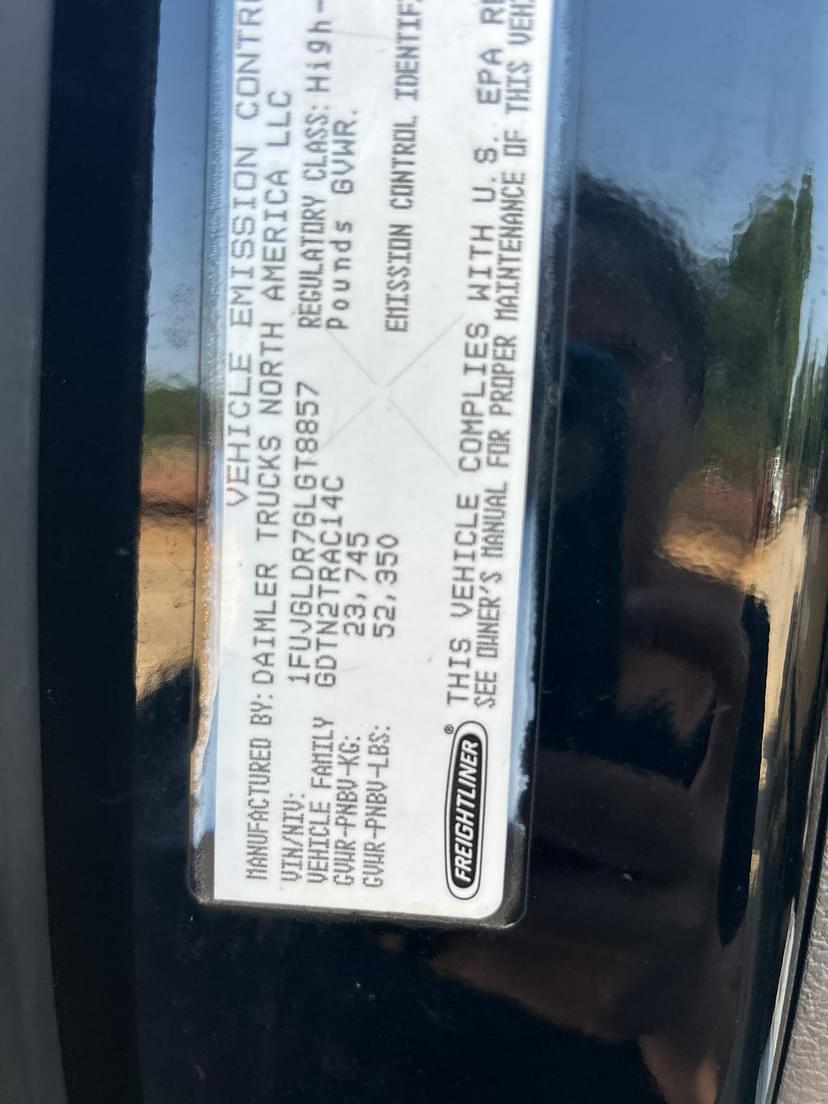 VEHICLE EMISSION CONTR
MANUFACTURED BY: DAIMLER TRUCKS NORTH AMERICA LLC
VIN/NIV: 1FUJGLDR7GLGT8857 REGULATORY CLASS: High-
VEHICLE FAMILY GDTN2TRAC14C Pounds GVWR.
GVWR-PNBV-KG: 23,745
GVWR-PNBV-LBS: 52,350 EMISSION CONTROL IDENTIF
FREIGHTLINER® THIS VEHICLE COMPLIES WITH U.S. EPA RE
SEE OWNER'S MANUAL FOR PROPER MAINTENANCE OF THIS VEH